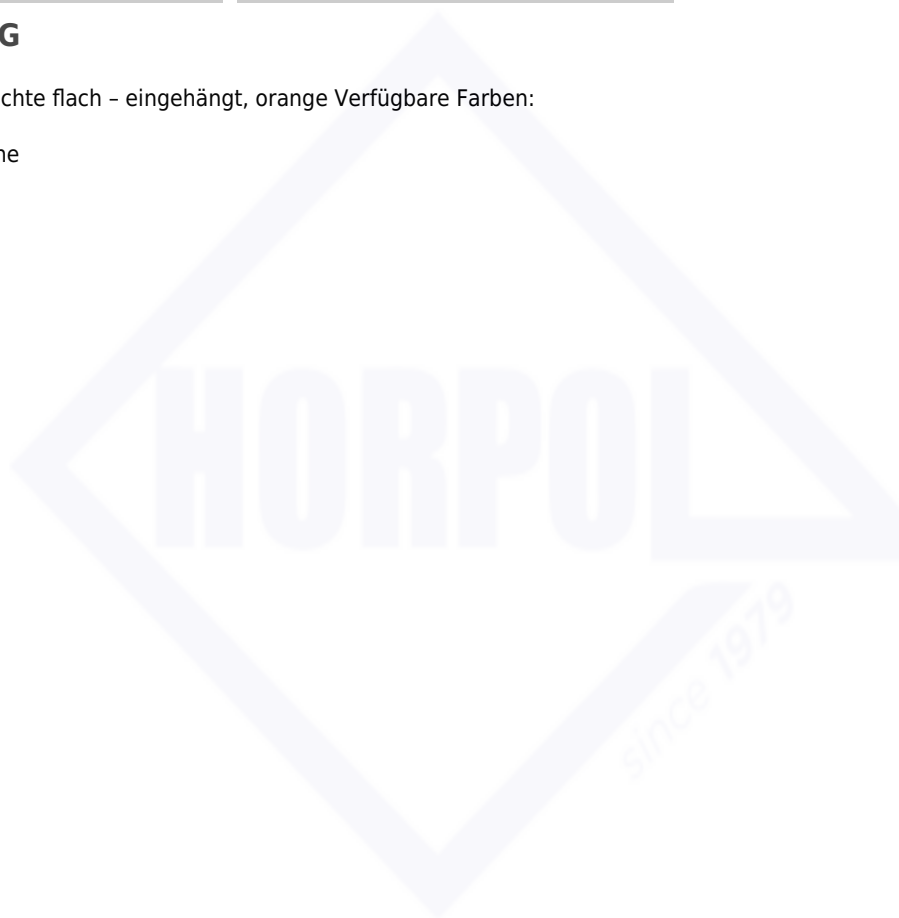 G
chte flach – eingehängt, orange Verfügbare Farben:
ne
HORPOL
since 1979